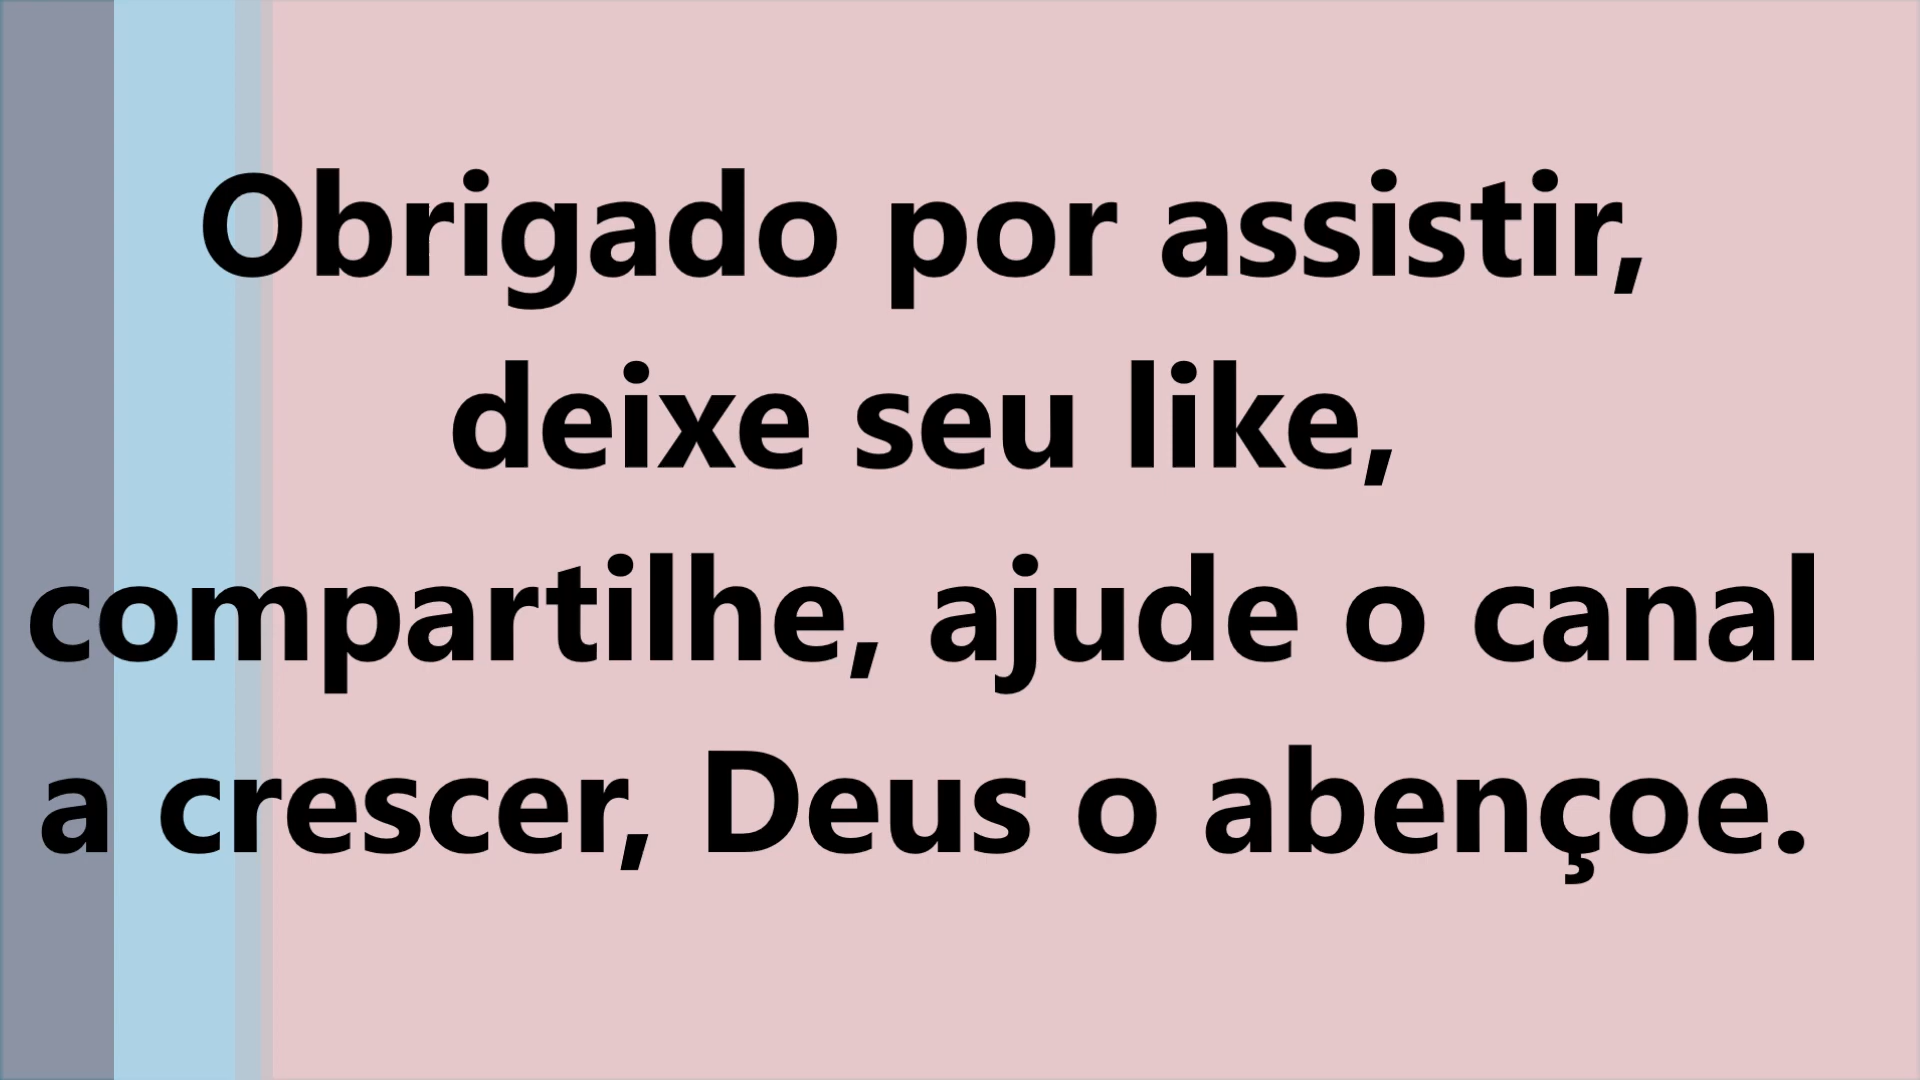 Obrigado por assistir,
deixe seu like,
compartilhe, ajude o canal
a crescer, Deus o abençoe.